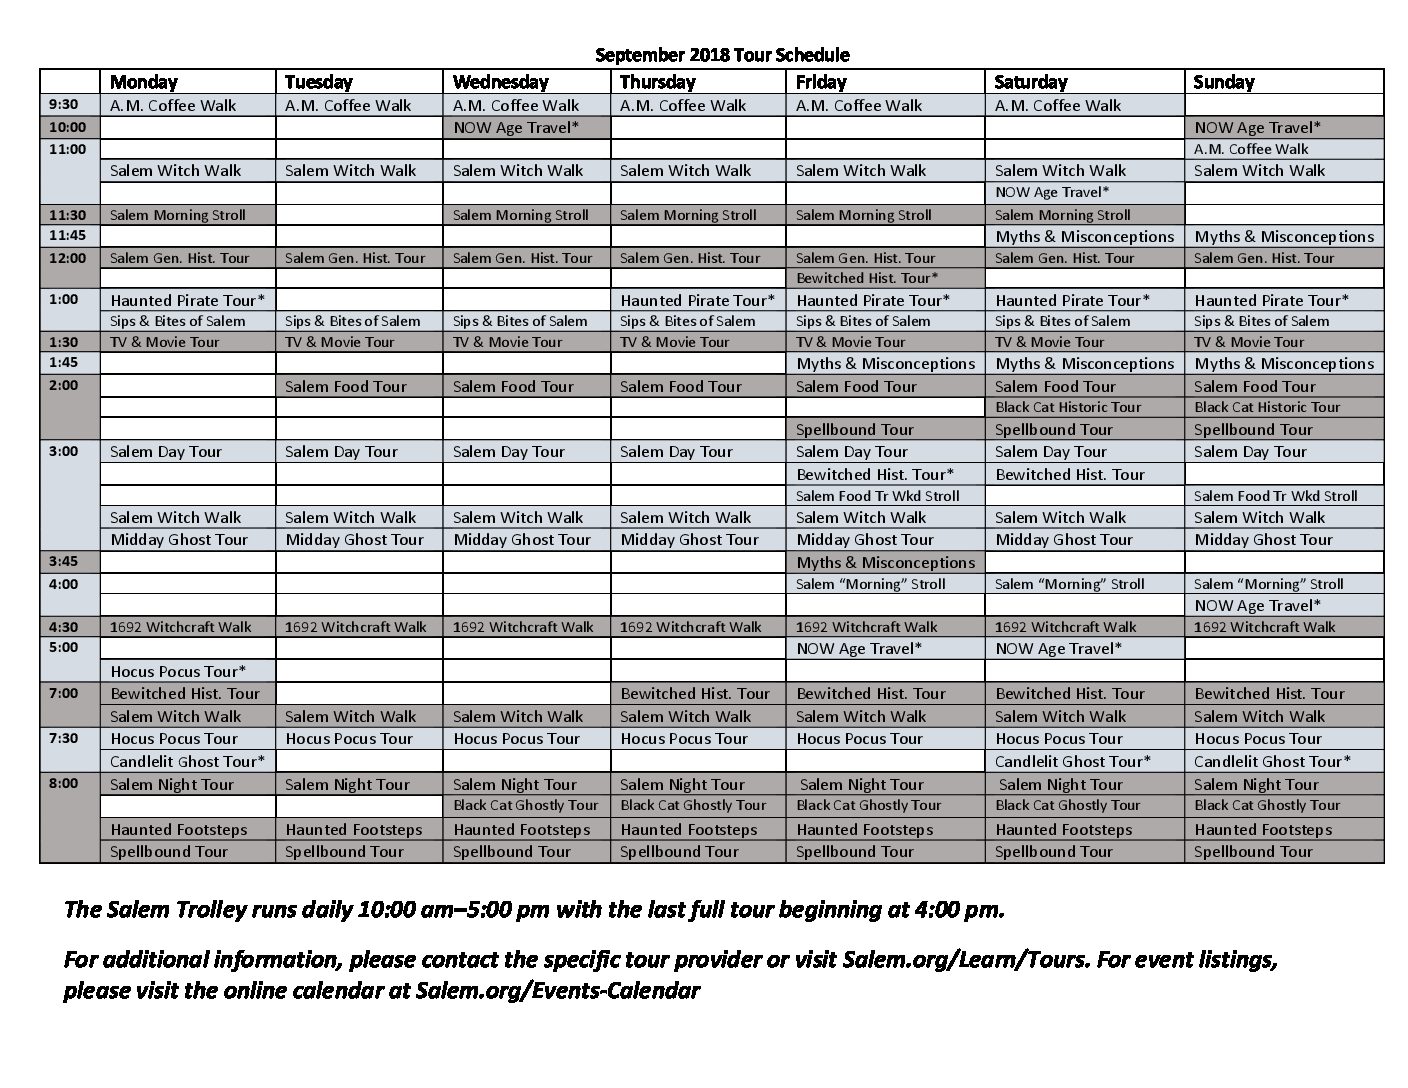 September 2018 Tour Schedule
Monday Tuesday Wednesday Thursday Friday Saturday Sunday
9:30 A.M. Coffee Walk A.M. Coffee Walk A.M. Coffee Walk A.M. Coffee Walk A.M. Coffee Walk A.M. Coffee Walk
10:00 NOW Age Travel* NOW Age Travel*
11:00 A.M. Coffee Walk
Salem Witch Walk Salem Witch Walk Salem Witch Walk Salem Witch Walk Salem Witch Walk Salem Witch Walk Salem Witch Walk
NOW Age Travel*
11:30 Salem Morning Stroll Salem Morning Stroll Salem Morning Stroll Salem Morning Stroll Salem Morning Stroll
11:45 Myths & Misconceptions Myths & Misconceptions
12:00 Salem Gen. Hist. Tour Salem Gen. Hist. Tour Salem Gen. Hist. Tour Salem Gen. Hist. Tour Salem Gen. Hist. Tour Salem Gen. Hist. Tour Salem Gen. Hist. Tour
Bewitched Hist. Tour*
1:00 Haunted Pirate Tour* Haunted Pirate Tour* Haunted Pirate Tour* Haunted Pirate Tour* Haunted Pirate Tour*
Sips & Bites of Salem Sips & Bites of Salem Sips & Bites of Salem Sips & Bites of Salem Sips & Bites of Salem Sips & Bites of Salem Sips & Bites of Salem
1:30 TV & Movie Tour TV & Movie Tour TV & Movie Tour TV & Movie Tour TV & Movie Tour TV & Movie Tour TV & Movie Tour
1:45 Myths & Misconceptions Myths & Misconceptions Myths & Misconceptions
2:00 Salem Food Tour Salem Food Tour Salem Food Tour Salem Food Tour Salem Food Tour Salem Food Tour
Black Cat Historic Tour Black Cat Historic Tour
Spellbound Tour Spellbound Tour Spellbound Tour
3:00 Salem Day Tour Salem Day Tour Salem Day Tour Salem Day Tour Salem Day Tour Salem Day Tour Salem Day Tour
Bewitched Hist. Tour* Bewitched Hist. Tour
Salem Food Tr Wkd Stroll Salem Food Tr Wkd Stroll
Salem Witch Walk Salem Witch Walk Salem Witch Walk Salem Witch Walk Salem Witch Walk Salem Witch Walk Salem Witch Walk
Midday Ghost Tour Midday Ghost Tour Midday Ghost Tour Midday Ghost Tour Midday Ghost Tour Midday Ghost Tour Midday Ghost Tour
3:45 Myths & Misconceptions
4:00 Salem “Morning” Stroll Salem “Morning” Stroll Salem “Morning” Stroll
NOW Age Travel*
4:30 1692 Witchcraft Walk 1692 Witchcraft Walk 1692 Witchcraft Walk 1692 Witchcraft Walk 1692 Witchcraft Walk 1692 Witchcraft Walk 1692 Witchcraft Walk
5:00 NOW Age Travel* NOW Age Travel*
Hocus Pocus Tour*
7:00 Bewitched Hist. Tour Bewitched Hist. Tour Bewitched Hist. Tour Bewitched Hist. Tour Bewitched Hist. Tour
Salem Witch Walk Salem Witch Walk Salem Witch Walk Salem Witch Walk Salem Witch Walk Salem Witch Walk Salem Witch Walk
7:30 Hocus Pocus Tour Hocus Pocus Tour Hocus Pocus Tour Hocus Pocus Tour Hocus Pocus Tour Hocus Pocus Tour Hocus Pocus Tour
Candlelit Ghost Tour* Candlelit Ghost Tour* Candlelit Ghost Tour*
8:00 Salem Night Tour Salem Night Tour Salem Night Tour Salem Night Tour Salem Night Tour Salem Night Tour Salem Night Tour
Black Cat Ghostly Tour Black Cat Ghostly Tour Black Cat Ghostly Tour Black Cat Ghostly Tour Black Cat Ghostly Tour
Haunted Footsteps Haunted Footsteps Haunted Footsteps Haunted Footsteps Haunted Footsteps Haunted Footsteps Haunted Footsteps
Spellbound Tour Spellbound Tour Spellbound Tour Spellbound Tour Spellbound Tour Spellbound Tour Spellbound Tour
The Salem Trolley runs daily 10:00 am–5:00 pm with the last full tour beginning at 4:00 pm.
For additional information, please contact the specific tour provider or visit Salem.org/Learn/Tours. For event listings,
please visit the online calendar at Salem.org/Events-Calendar